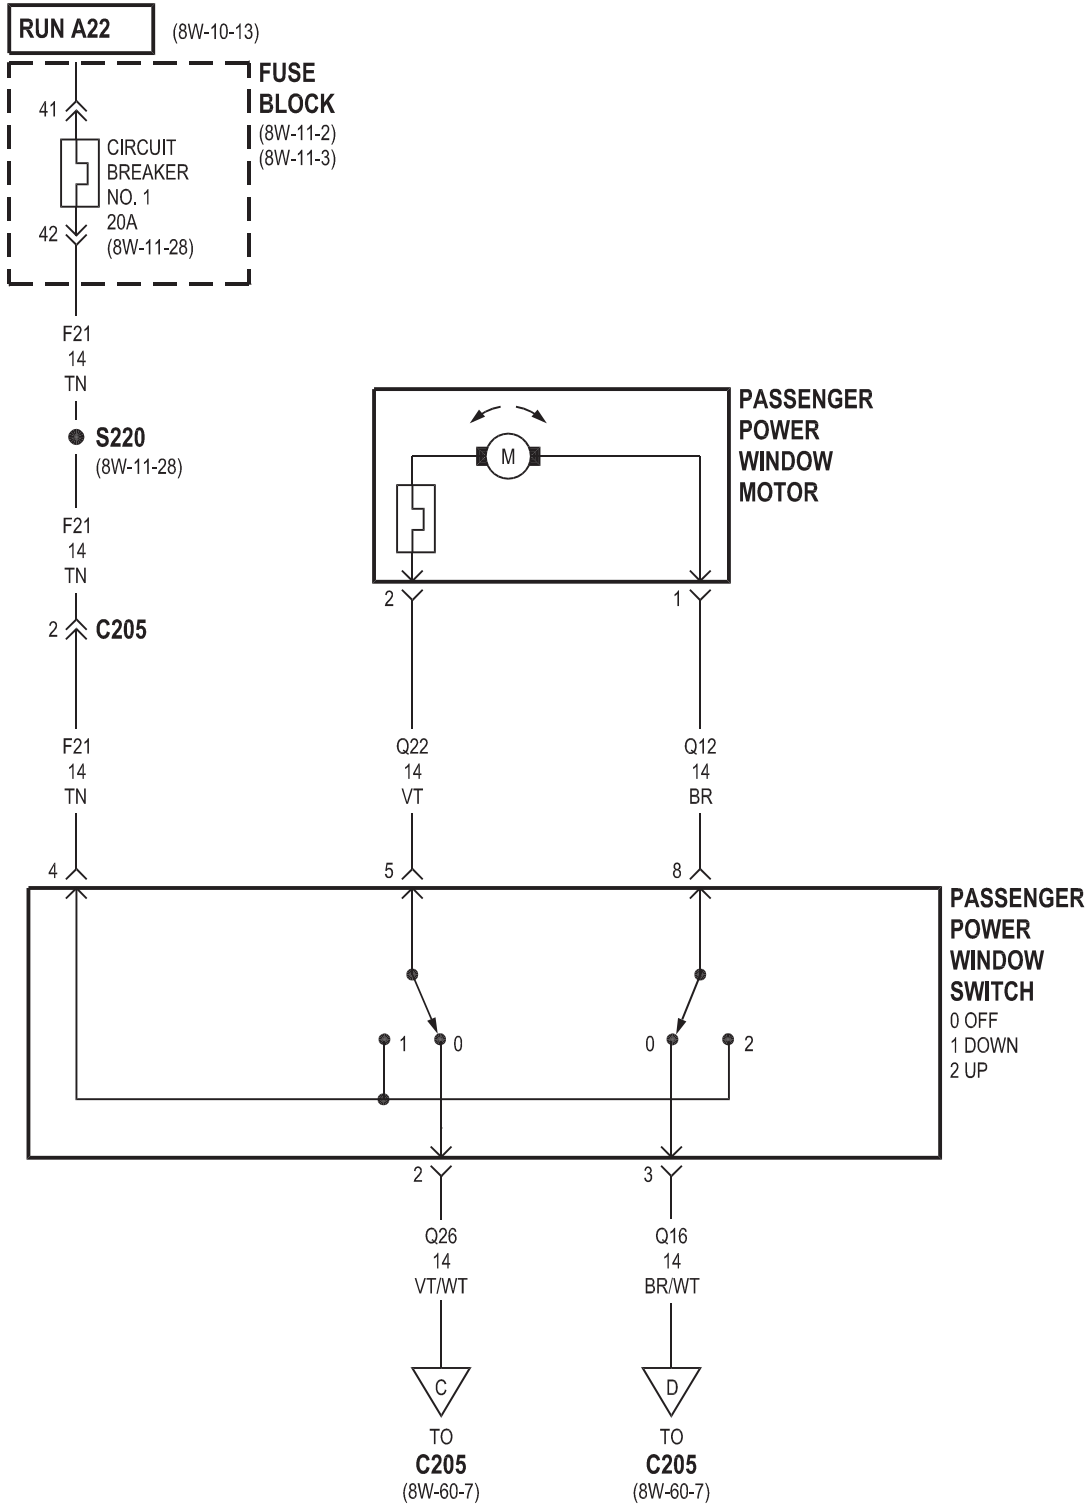 RUN A22
(8W-10-13)
FUSE
BLOCK
(8W-11-2)
(8W-11-3)
41
CIRCUIT
BREAKER
NO. 1
20A
(8W-11-28)
42
F21
14
TN
S220
(8W-11-28)
F21
14
TN
2
C205
F21
14
TN
PASSENGER
POWER
WINDOW
MOTOR
M
2
1
Q22
14
VT
Q12
14
BR
4
5
8
PASSENGER
POWER
WINDOW
SWITCH
0 OFF
1 DOWN
2 UP
1
0
0
2
2
3
Q26
14
VT/WT
Q16
14
BR/WT
C
D
TO
C205
(8W-60-7)
TO
C205
(8W-60-7)